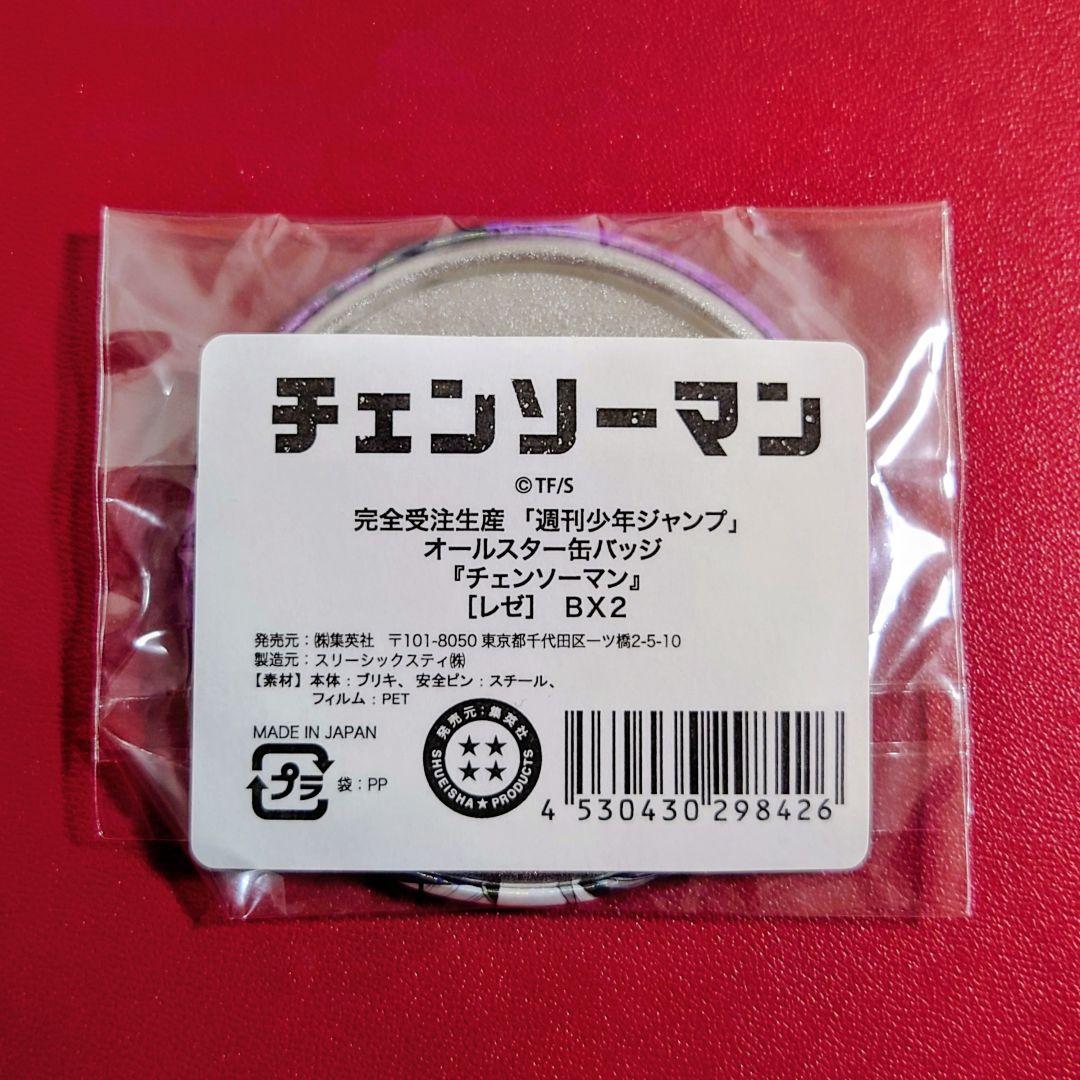 チェンソーマン
©TF/S
完全受注生産 「週刊少年ジャンプ」
オールスター缶バッジ
『チェンソーマン』
［レゼ］ BX2
発売元：㈱集英社 〒101-8050 東京都千代田区一ツ橋2-5-10
製造元：スリーシックスティ㈱
【素材】本体：ブリキ、安全ピン：スチール、
フィルム：PET
MADE IN JAPAN
プラ 袋：PP
発売元：集英社
SHUEISHA★PRODUCTS
4 530430 298426